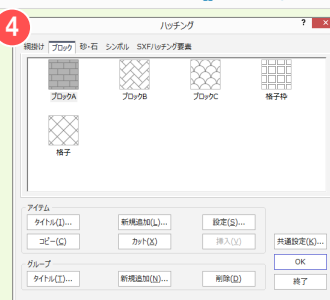 4
ハッチング
? ×
網掛け ブロック 砂・石 シンボル SXFハッチング要素
ブロックA ブロックB ブロックC 格子枠
格子
アイテム
タイトル(I)... 新規追加(L)... 設定(S)...
コピー(C) カット(X) 挿入(V) 共通設定(K)...
グループ OK
タイトル(T)... 新規追加(N)... 削除(D) 終了